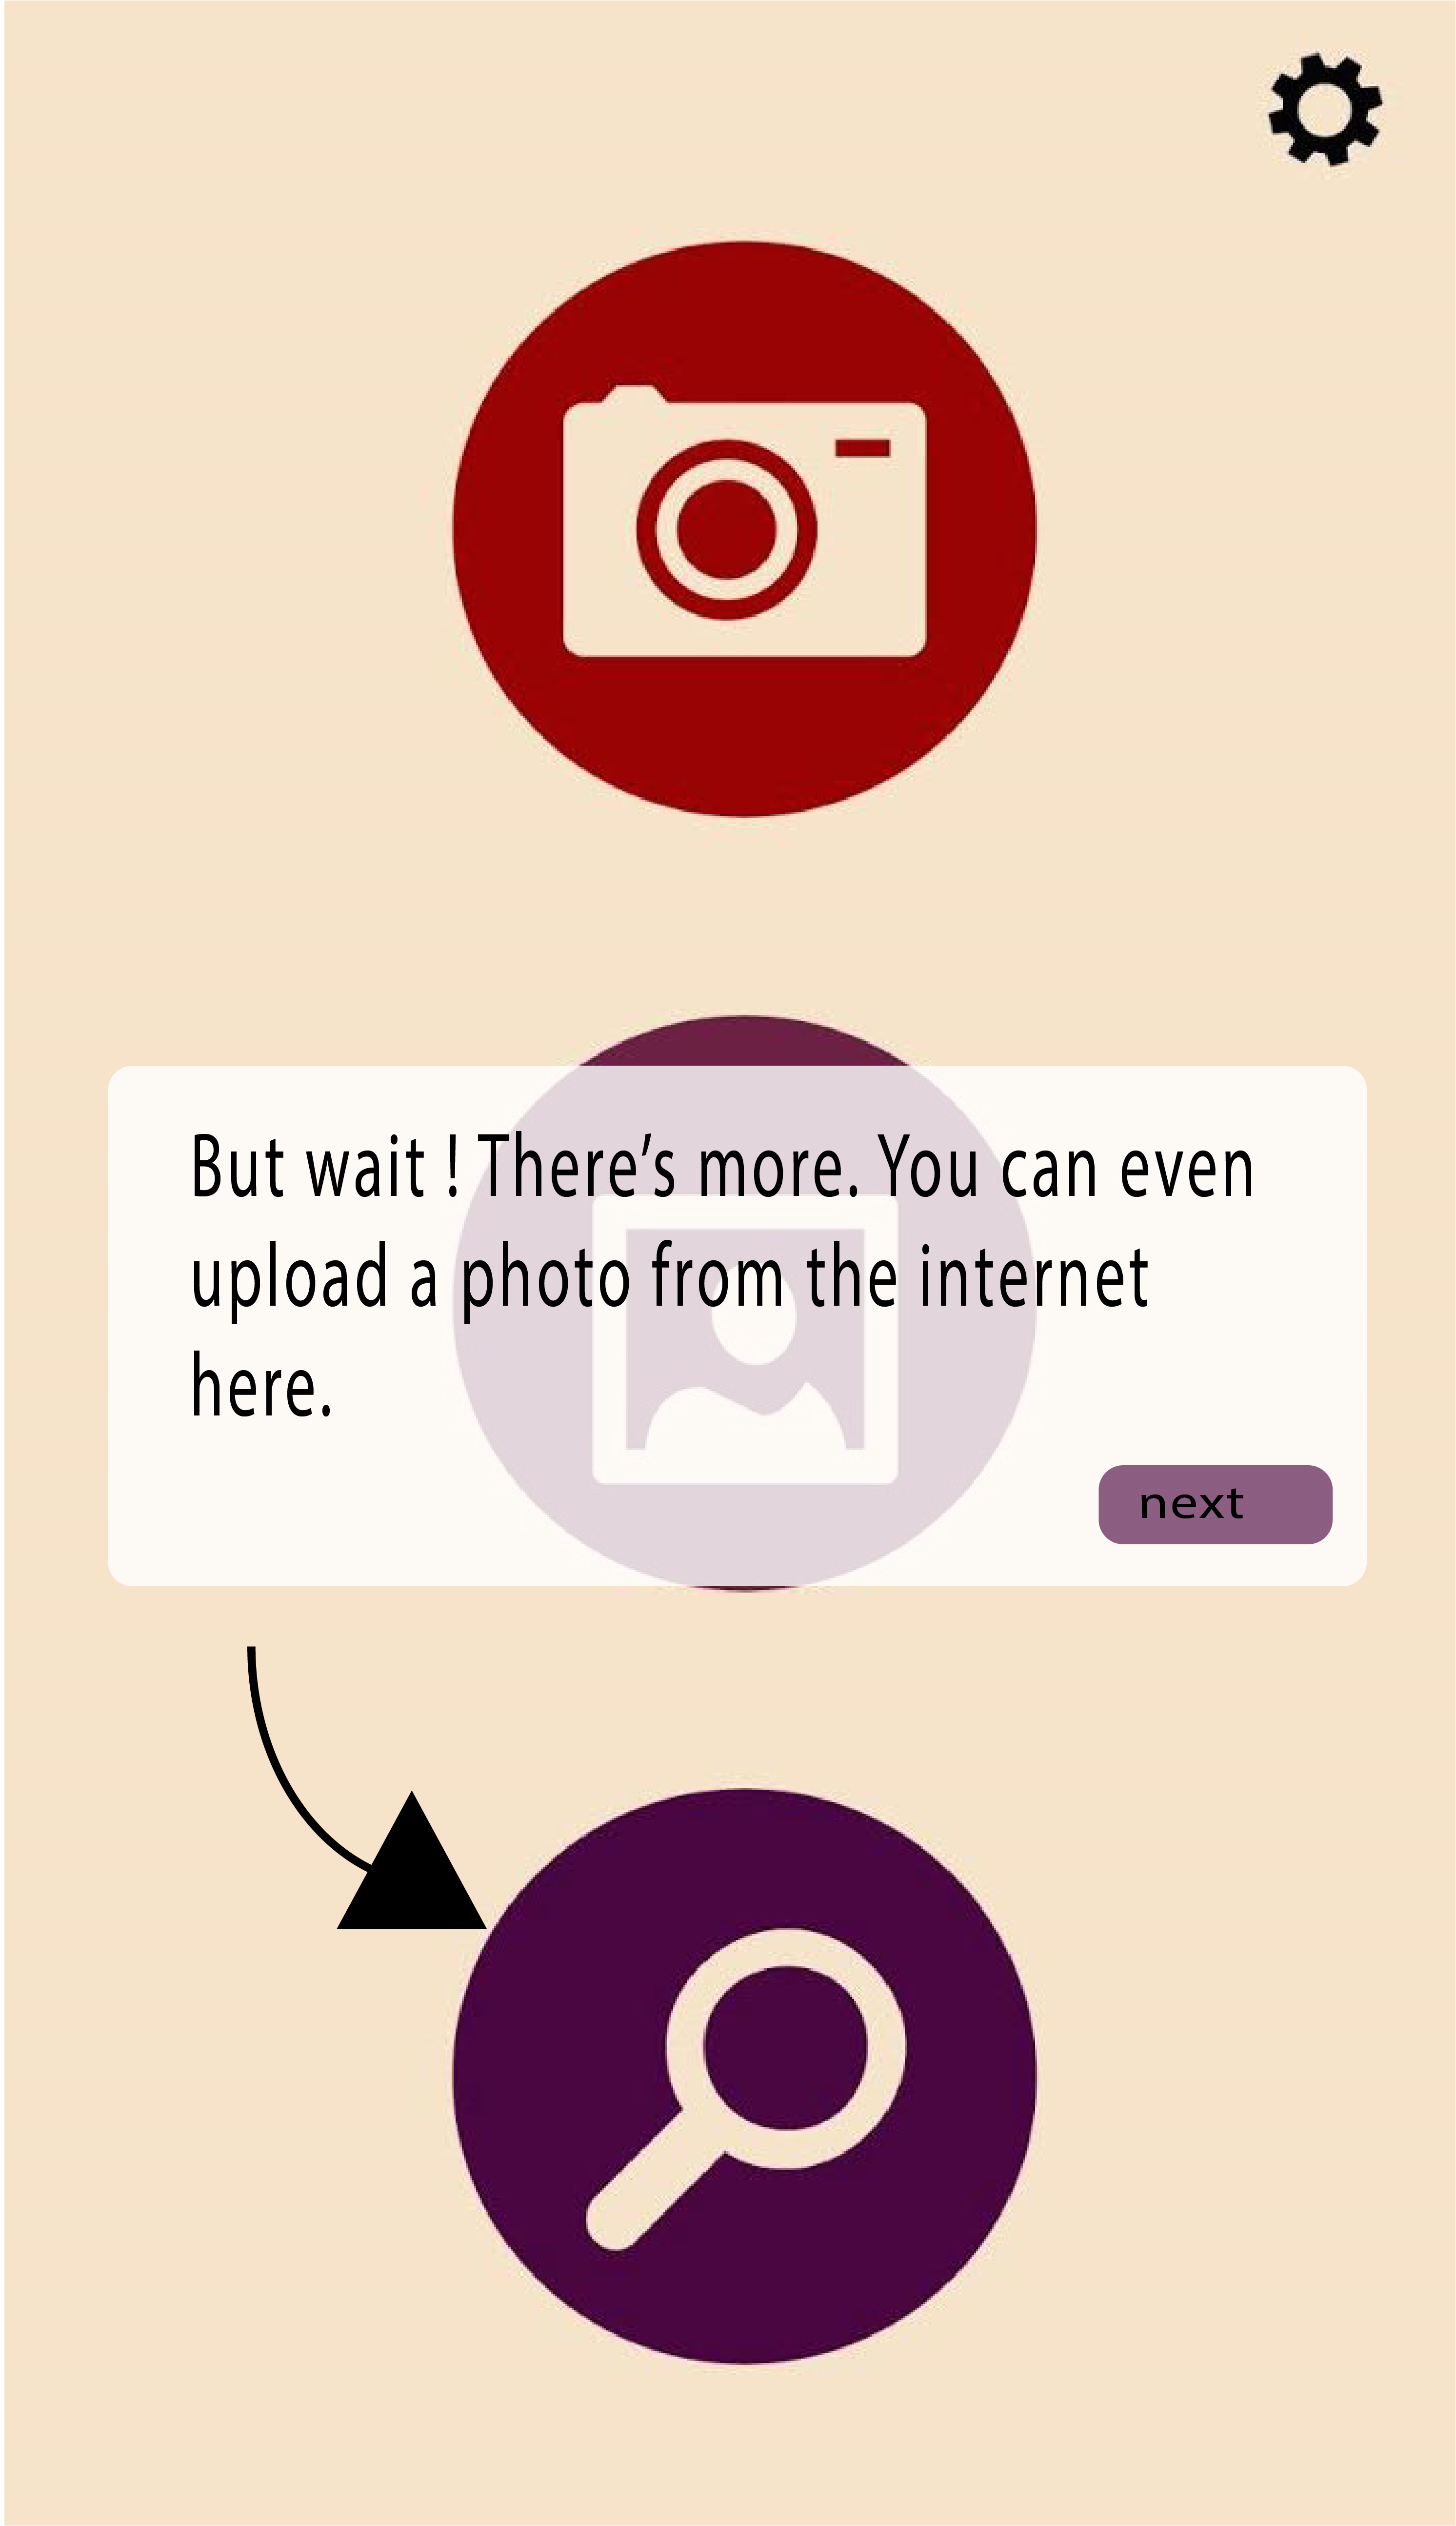 But wait ! There’s more. You can even
upload a photo from the internet
here.
next